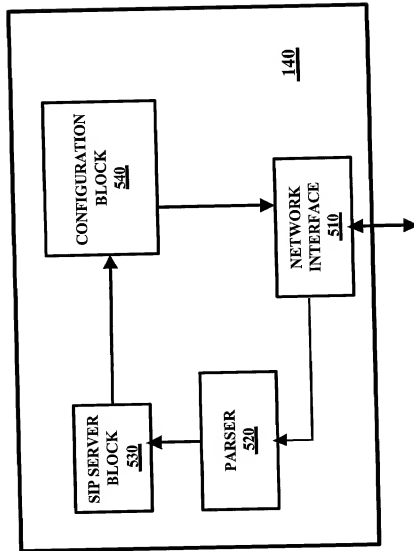 SIP SERVER
BLOCK
530
CONFIGURATION
BLOCK
540
PARSER
520
NETWORK
INTERFACE
510
140